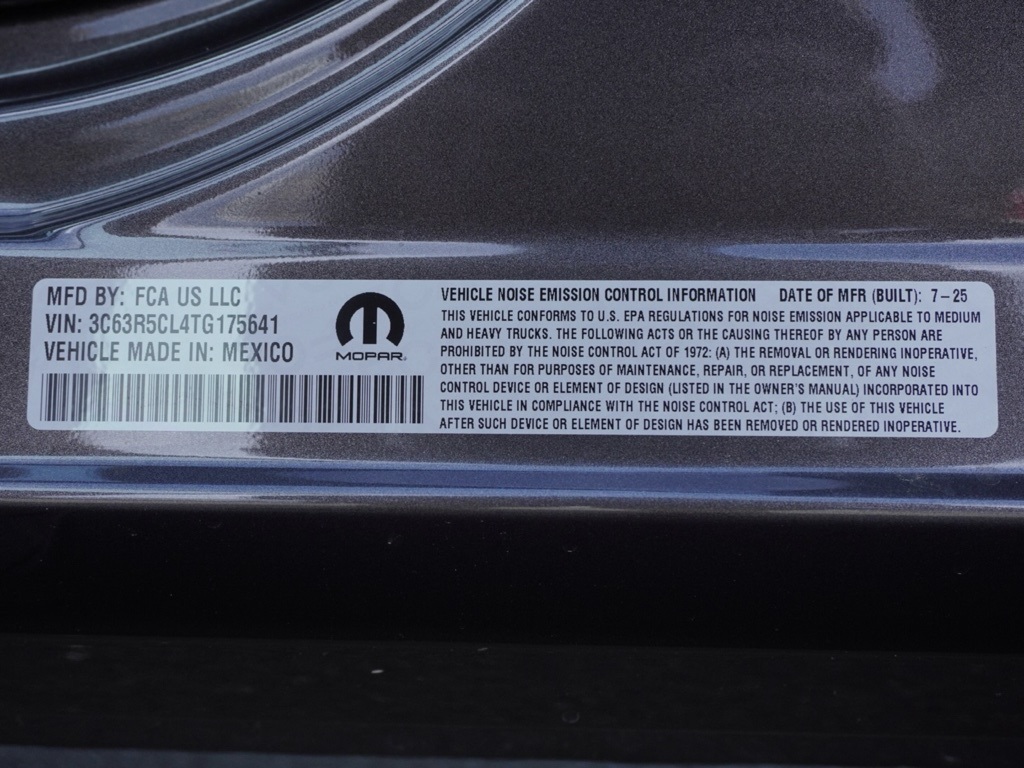 MFD BY: FCA US LLC
VIN: 3C63R5CL4TG175641
VEHICLE MADE IN: MEXICO
MOPAR
VEHICLE NOISE EMISSION CONTROL INFORMATION DATE OF MFR (BUILT): 7-25
THIS VEHICLE CONFORMS TO U.S. EPA REGULATIONS FOR NOISE EMISSION APPLICABLE TO MEDIUM
AND HEAVY TRUCKS. THE FOLLOWING ACTS OR THE CAUSING THEREOF BY ANY PERSON ARE
PROHIBITED BY THE NOISE CONTROL ACT OF 1972: (A) THE REMOVAL OR RENDERING INOPERATIVE,
OTHER THAN FOR PURPOSES OF MAINTENANCE, REPAIR, OR REPLACEMENT, OF ANY NOISE
CONTROL DEVICE OR ELEMENT OF DESIGN (LISTED IN THE OWNER'S MANUAL) INCORPORATED INTO
THIS VEHICLE IN COMPLIANCE WITH THE NOISE CONTROL ACT; (B) THE USE OF THIS VEHICLE
AFTER SUCH DEVICE OR ELEMENT OF DESIGN HAS BEEN REMOVED OR RENDERED INOPERATIVE.